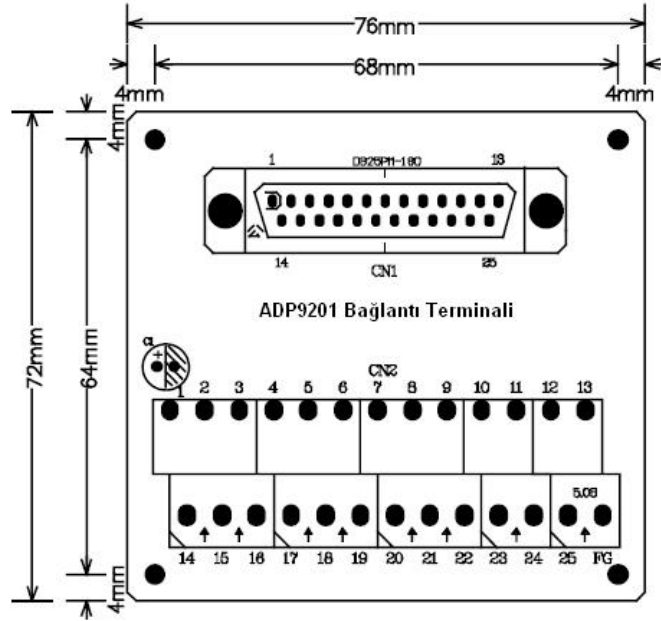 76mm
68mm
4mm 4mm
4mm
1 DB25PM-180 13
14 25
CN1
ADP9201 Bağlantı Terminali
72mm
64mm
C1
+
CN2
1 2 3 4 5 6 7 8 9 10 11 12 13
5.08
14 15 16 17 18 19 20 21 22 23 24 25 FG
4mm